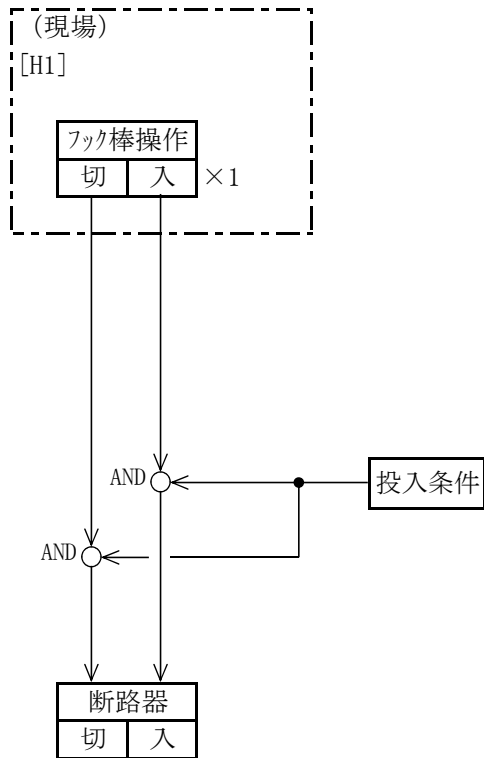 （現場）
[H1]
ﾌｯｸ棒操作
切 入 ×1
AND
投入条件
AND
断路器
切 入